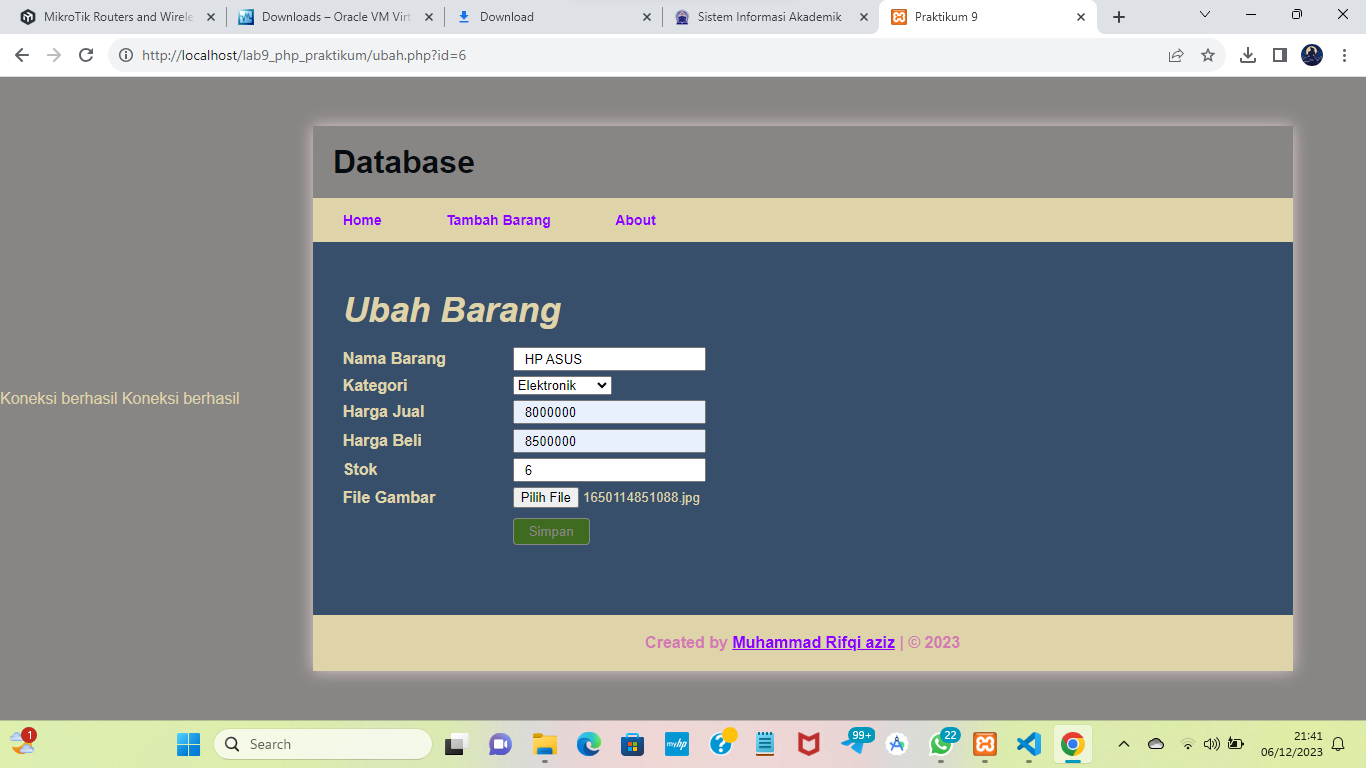 MikroTik Routers and Wirele
Downloads – Oracle VM Virt
Download
Sistem Informasi Akademik
Praktikum 9
http://localhost/lab9_php_praktikum/ubah.php?id=6
Database
Home Tambah Barang About
Ubah Barang
Nama Barang HP ASUS
Kategori Elektronik
Koneksi berhasil Koneksi berhasil
Harga Jual 8000000
Harga Beli 8500000
Stok 6
File Gambar Pilih File 1650114851088.jpg
Simpan
Created by Muhammad Rifqi aziz | © 2023
1
Search
myhp
99+
22
21:41
06/12/2023